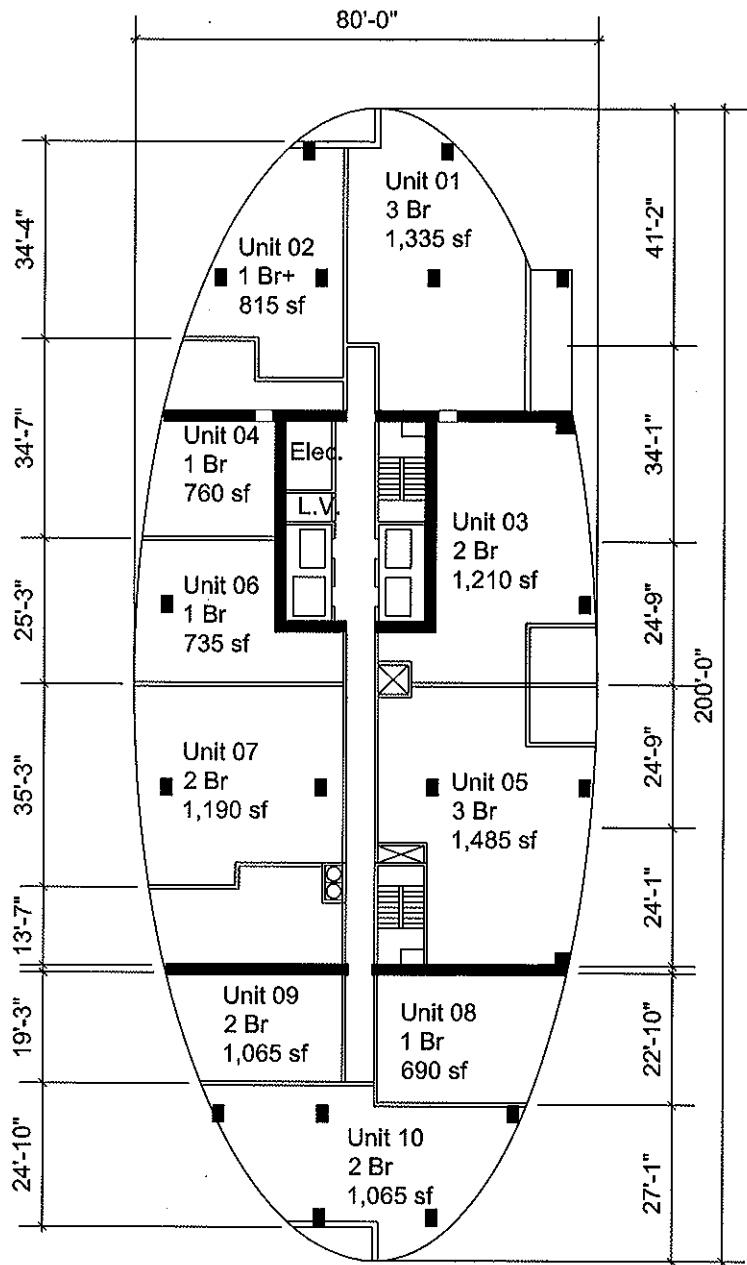 80'-0"
Unit 01
3 Br
1,335 sf
41'-2"
34'-4"
Unit 02
1 Br+
815 sf
34'-7"
Unit 04
1 Br
760 sf
Elec.
L.V.
34'-1"
Unit 03
2 Br
1,210 sf
25'-3"
Unit 06
1 Br
735 sf
24'-9"
200'-0"
35'-3"
Unit 07
2 Br
1,190 sf
Unit 05
3 Br
1,485 sf
24'-9"
13'-7"
24'-1"
19'-3"
Unit 09
2 Br
1,065 sf
Unit 08
1 Br
690 sf
22'-10"
24'-10"
Unit 10
2 Br
1,065 sf
27'-1"